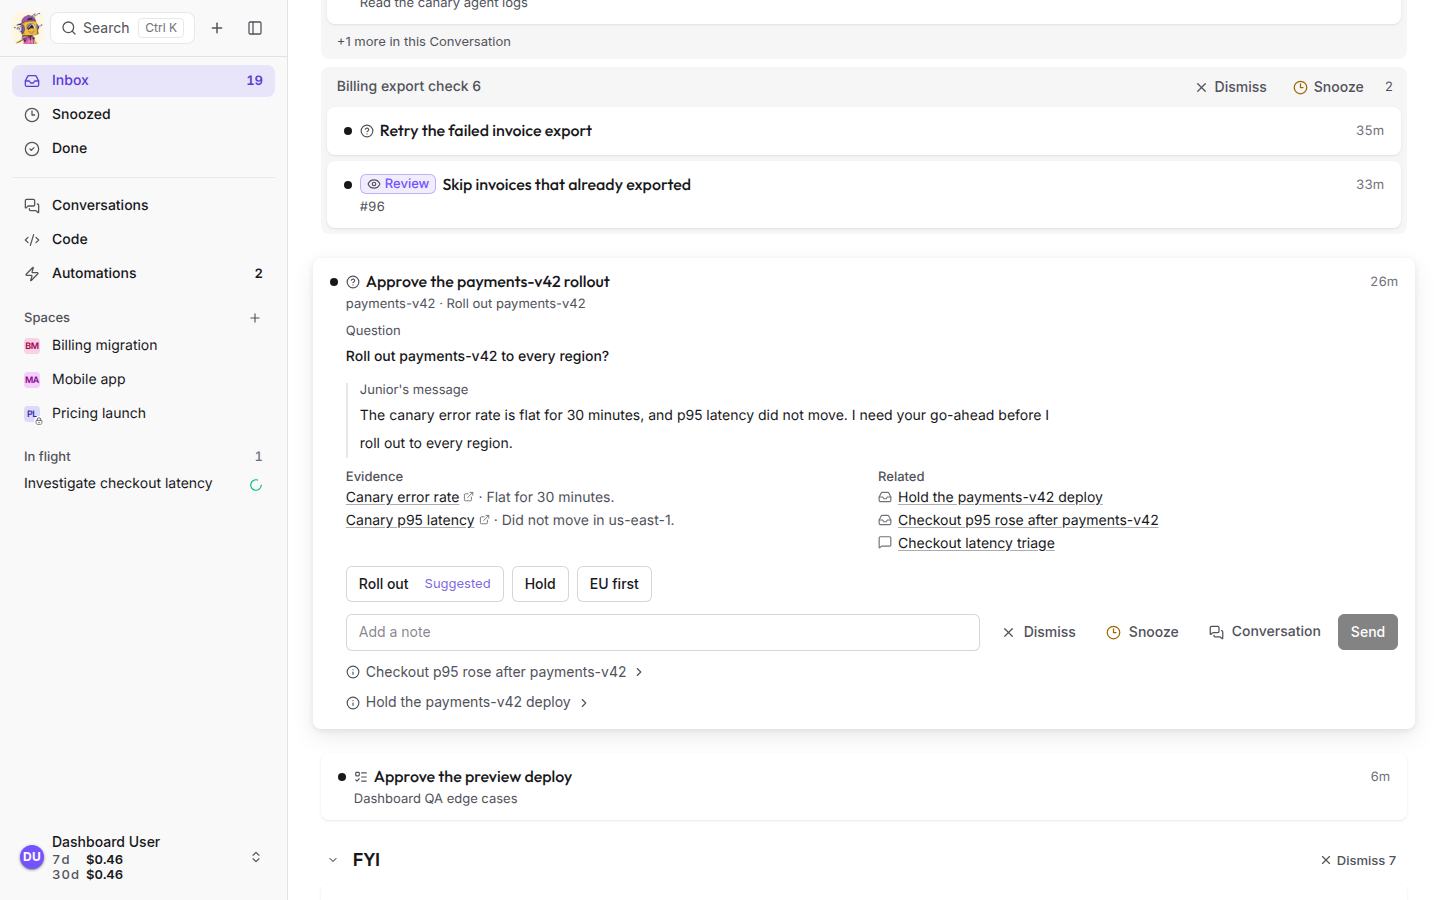 Search Ctrl K
Inbox 19
Snoozed
Done
Conversations
Code
Automations 2
Spaces
BM Billing migration
MA Mobile app
PL Pricing launch
In flight 1
Investigate checkout latency
DU Dashboard User
7d $0.46
30d $0.46
Read the canary agent logs
+1 more in this Conversation
Billing export check 6 Dismiss Snooze 2
Retry the failed invoice export 35m
Review Skip invoices that already exported 33m
#96
Approve the payments-v42 rollout 26m
payments-v42 · Roll out payments-v42
Question
Roll out payments-v42 to every region?
Junior's message
The canary error rate is flat for 30 minutes, and p95 latency did not move. I need your go-ahead before I
roll out to every region.
Evidence
Canary error rate · Flat for 30 minutes.
Canary p95 latency · Did not move in us-east-1.
Related
Hold the payments-v42 deploy
Checkout p95 rose after payments-v42
Checkout latency triage
Roll out Suggested Hold EU first
Add a note Dismiss Snooze Conversation Send
Checkout p95 rose after payments-v42
Hold the payments-v42 deploy
Approve the preview deploy 6m
Dashboard QA edge cases
FYI Dismiss 7